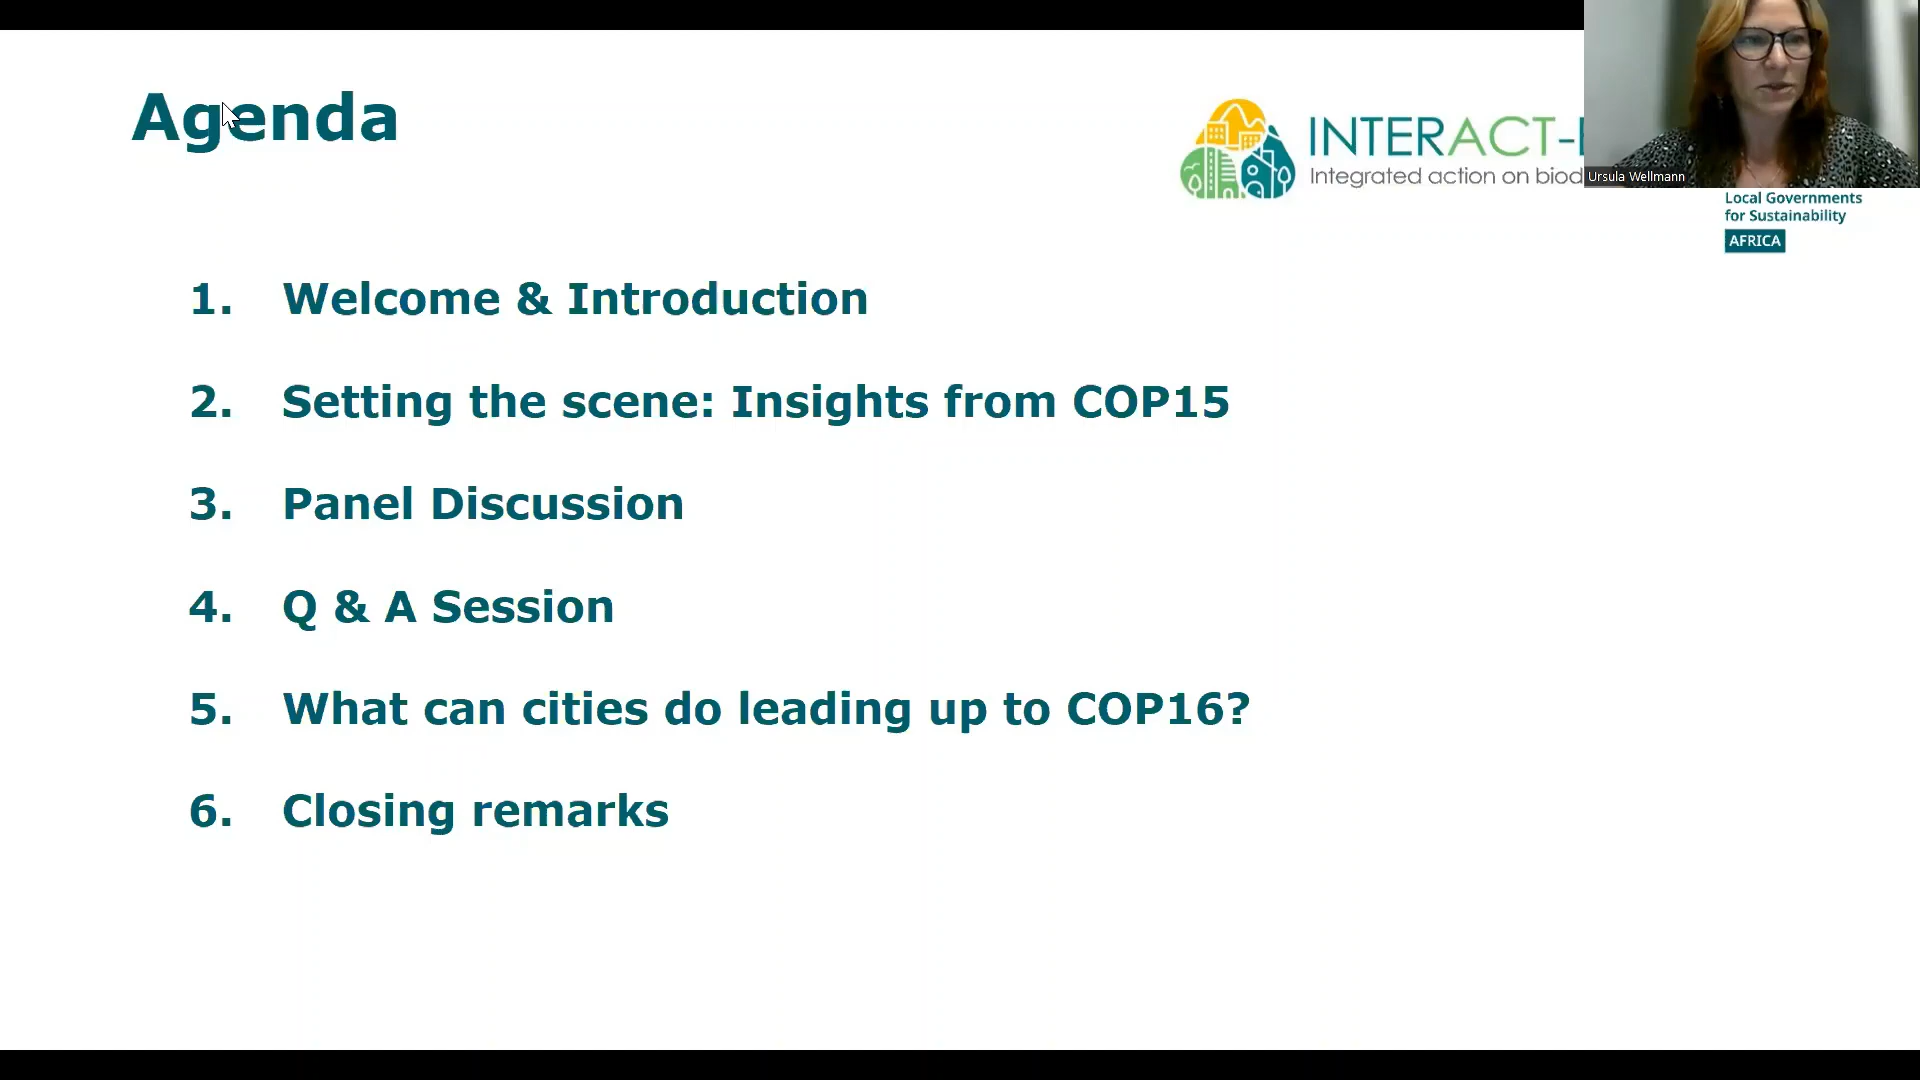 Agenda
INTERACT-
Integrated action on
Ursula Wellmann
Local Governments
for Sustainability
AFRICA
1. Welcome & Introduction
2. Setting the scene: Insights from COP15
3. Panel Discussion
4. Q & A Session
5. What can cities do leading up to COP16?
6. Closing remarks